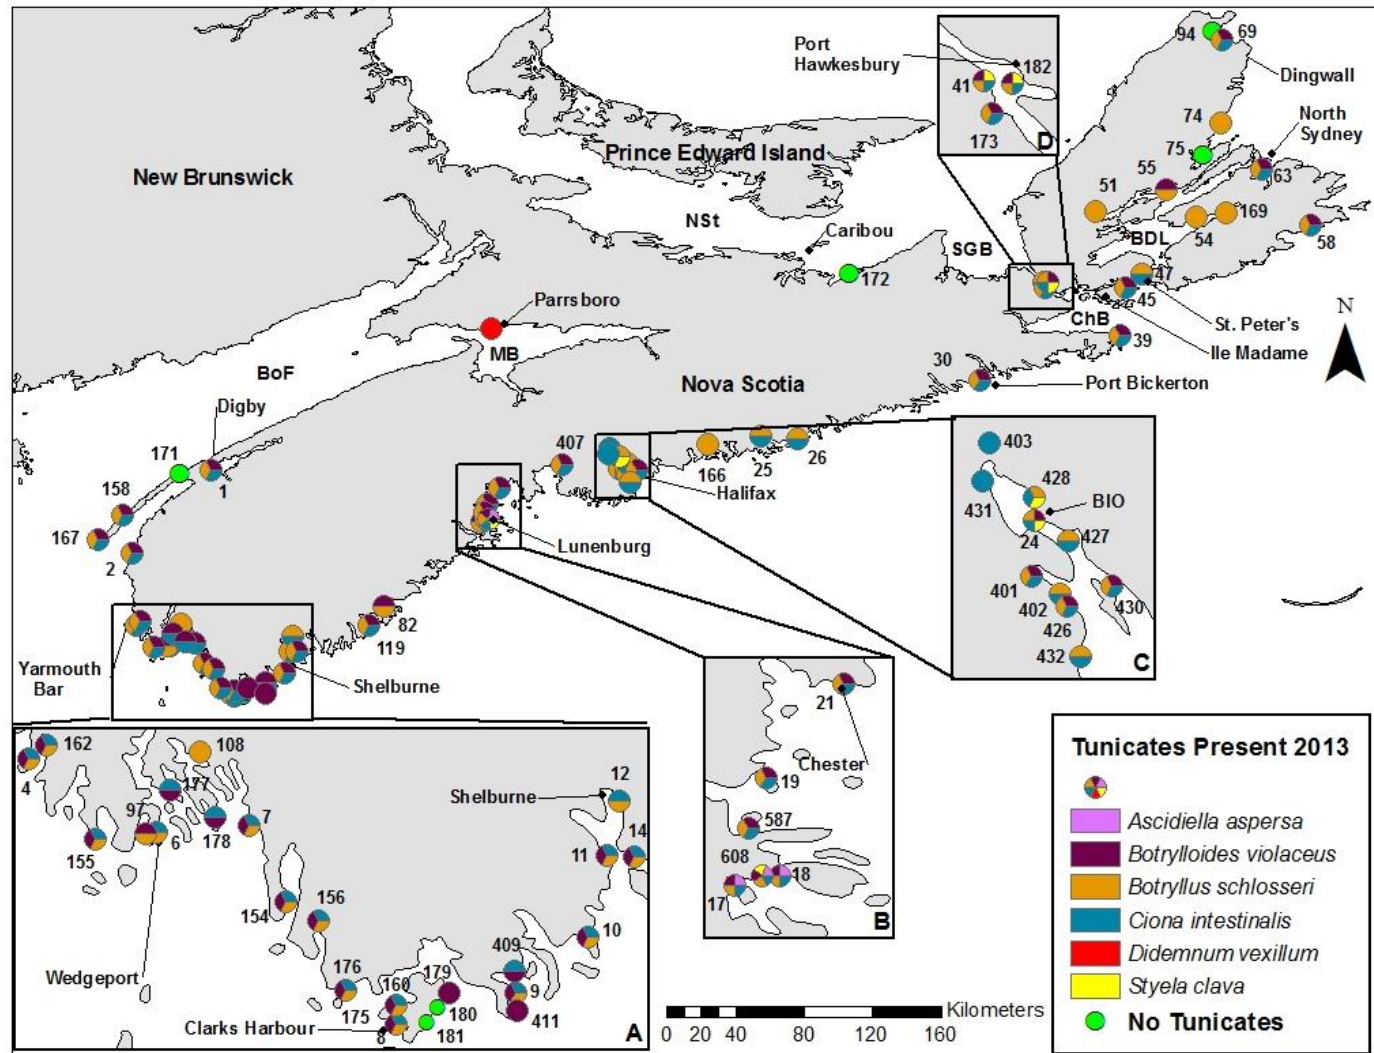 94
69
Port
Hawkesbury
182
41
173
D
Dingwall
74
North
Sydney
75
55
63
51
New Brunswick
Prince Edward Island
NSt
Caribou
SGB
BDL
54
169
58
172
47
45
St. Peter's
ChB
Ile Madame
39
N
Parrsboro
MB
BoF
Nova Scotia
30
Port Bickerton
Digby
171
1
407
166
25
26
Halifax
158
167
2
Lunenburg
403
428
431
BIO
24
427
401
402
430
426
432
C
82
119
Yarmouth
Bar
Shelburne
21
Chester
19
587
608
18
17
B
162
108
4
177
12
Shelburne
97
6
178
7
14
155
11
154
156
10
Wedgeport
409
176
179
160
9
175
180
Clarks Harbour
8
181
411
A
Tunicates Present 2013
Ascidiella aspersa
Botrylloides violaceus
Botryllus schlosseri
Ciona intestinalis
Didemnum vexillum
Styela clava
No Tunicates
Kilometers
0 20 40 80 120 160